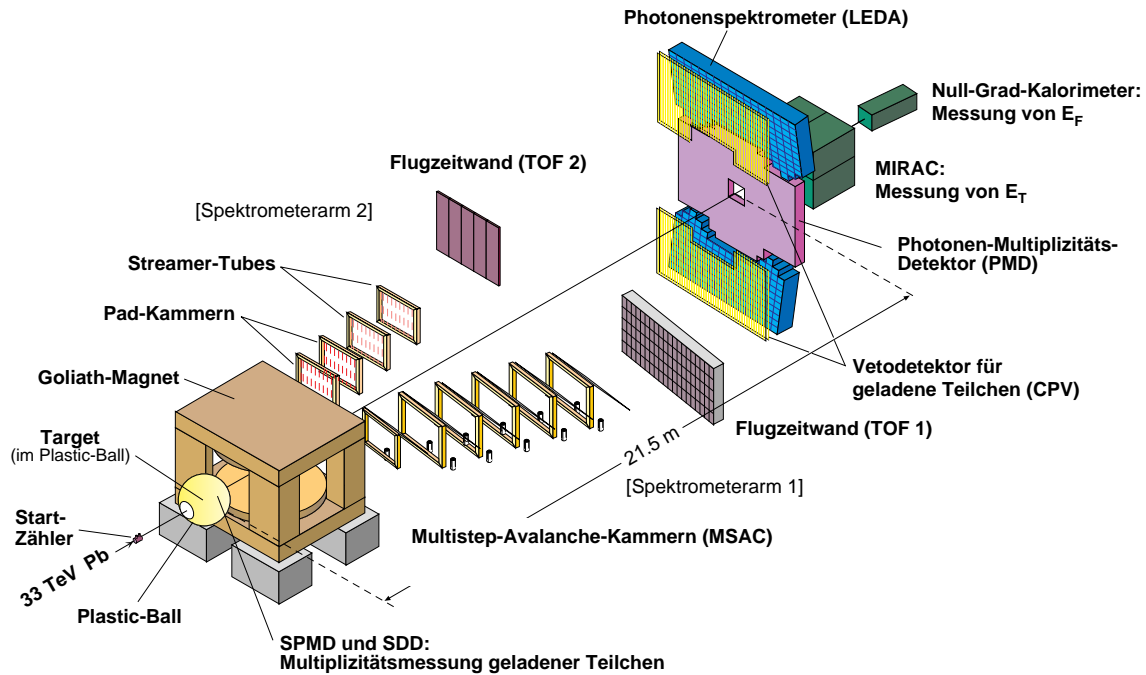 Photonenspektrometer (LEDA)
Null-Grad-Kalorimeter:
Messung von E_F
Flugzeitwand (TOF 2)
MIRAC:
Messung von E_T
[Spektrometerarm 2]
Photonen-Multiplizitäts-
Detektor (PMD)
Streamer-Tubes
Pad-Kammern
Goliath-Magnet
Vetodetektor für
geladene Teilchen (CPV)
Target
(im Plastic-Ball)
Flugzeitwand (TOF 1)
21.5 m
[Spektrometerarm 1]
Start-
Zähler
Multistep-Avalanche-Kammern (MSAC)
33 TeV Pb
Plastic-Ball
SPMD und SDD:
Multiplizitätsmessung geladener Teilchen